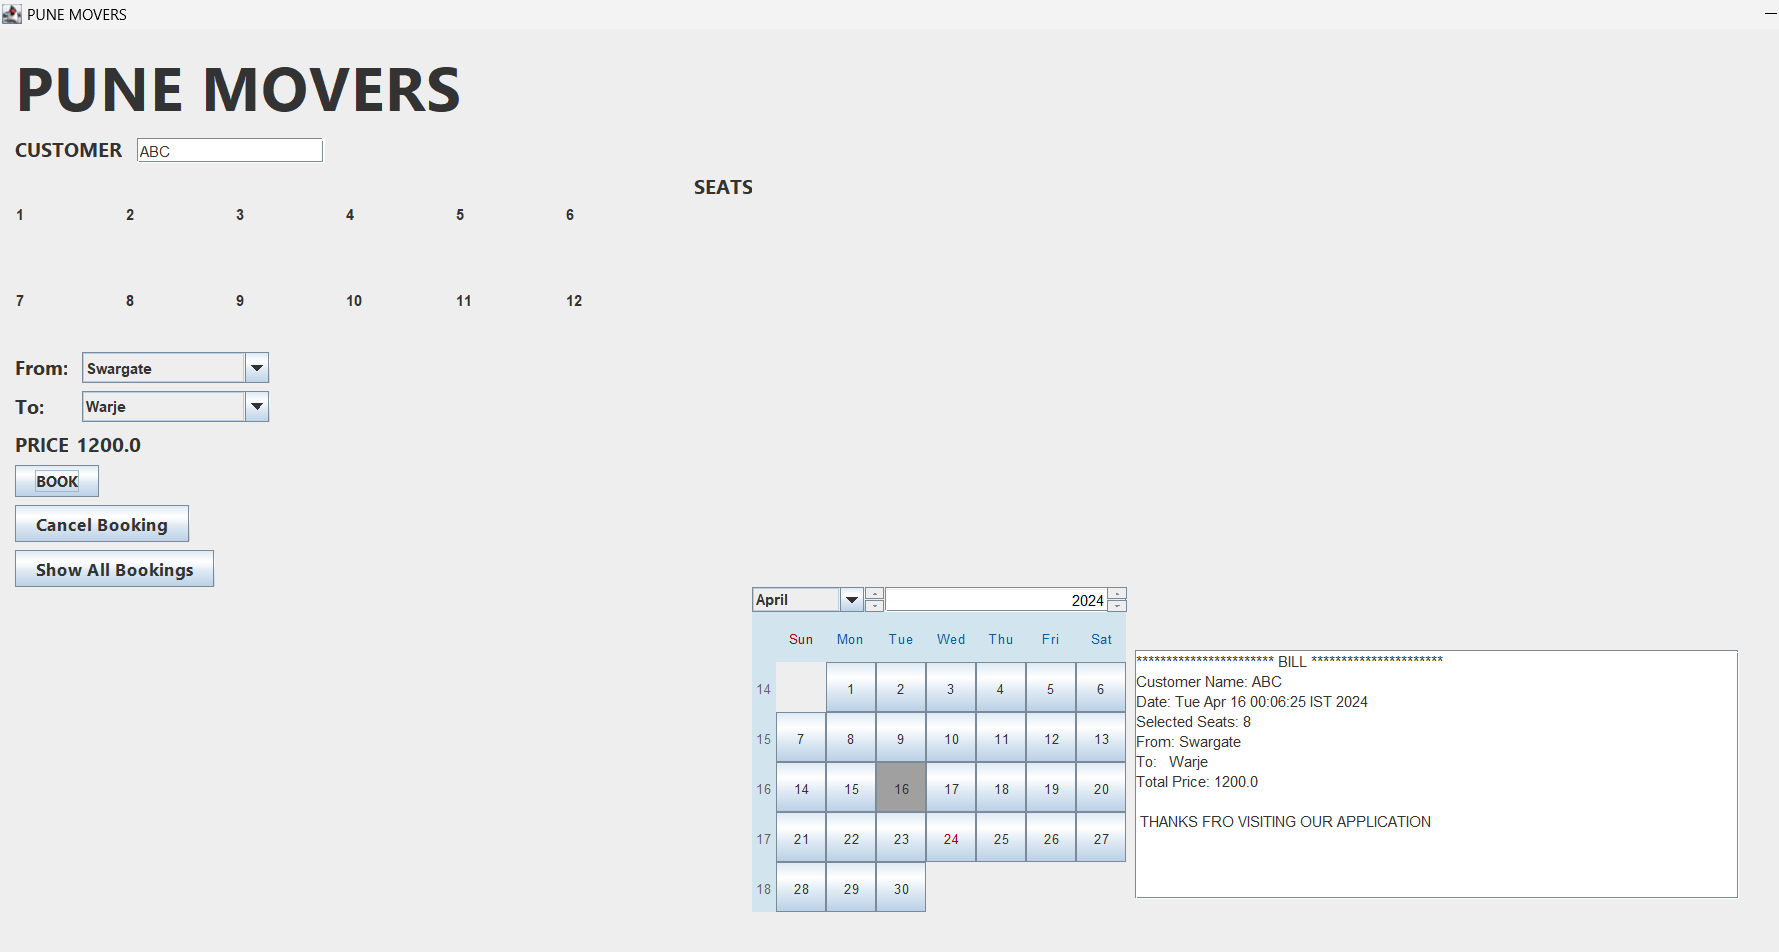 PUNE MOVERS
PUNE MOVERS
CUSTOMER ABC
SEATS
1 2 3 4 5 6
7 8 9 10 11 12
From: Swargate
To: Warje
PRICE 1200.0
BOOK
Cancel Booking
Show All Bookings
April 2024
Sun Mon Tue Wed Thu Fri Sat
14 1 2 3 4 5 6
15 7 8 9 10 11 12 13
16 14 15 16 17 18 19 20
17 21 22 23 24 25 26 27
18 28 29 30
*********************** BILL **********************
Customer Name: ABC
Date: Tue Apr 16 00:06:25 IST 2024
Selected Seats: 8
From: Swargate
To: Warje
Total Price: 1200.0
THANKS FRO VISITING OUR APPLICATION